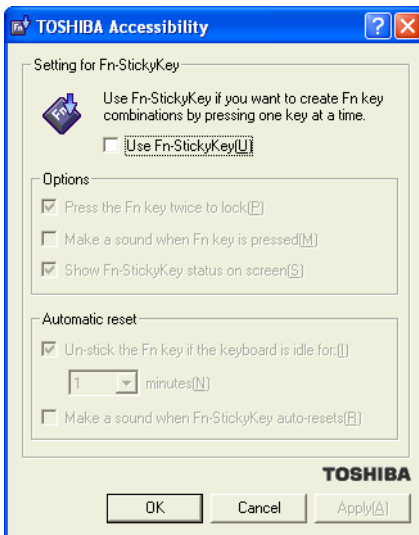 TOSHIBA Accessibility
Setting for Fn-StickyKey
Fn
Use Fn-StickyKey if you want to create Fn key
combinations by pressing one key at a time.
Use Fn-StickyKey(U)
Options
Press the Fn key twice to lock(P)
Make a sound when Fn key is pressed(M)
Show Fn-StickyKey status on screen(S)
Automatic reset
Un-stick the Fn key if the keyboard is idle for:(I)
1 minutes(N)
Make a sound when Fn-StickyKey auto-resets(R)
TOSHIBA
OK Cancel Apply(A)